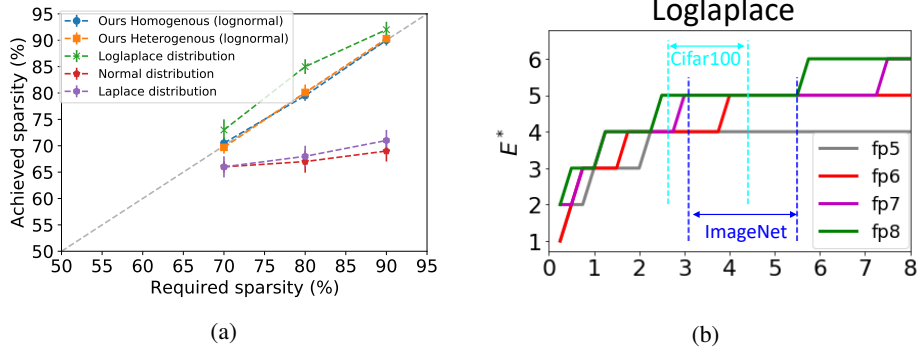 95
90
85
80
75
70
65
60
55
50
Achieved sparsity (%)
Ours Homogenous (lognormal)
Ours Heterogenous (lognormal)
Loglaplace distribution
Normal distribution
Laplace distribution
50 55 60 65 70 75 80 85 90 95
Required sparsity (%)
(a)
Loglaplace
6
5
4
3
2
1
E*
Cifar100
ImageNet
fp5
fp6
fp7
fp8
0 1 2 3 4 5 6 7 8
(b)